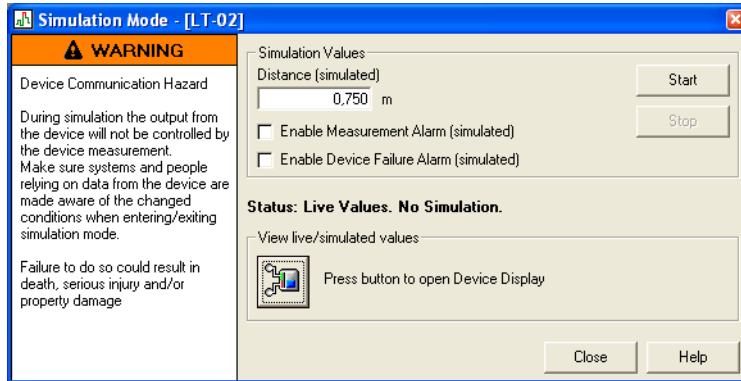 Simulation Mode - [LT-02]
WARNING
Device Communication Hazard
During simulation the output from
the device will not be controlled by
the device measurement.
Make sure systems and people
relying on data from the device are
made aware of the changed
conditions when entering/exiting
simulation mode.
Failure to do so could result in
death, serious injury and/or
property damage
Simulation Values
Distance (simulated)
0,750 m
Enable Measurement Alarm (simulated)
Enable Device Failure Alarm (simulated)
Start
Stop
Status: Live Values. No Simulation.
View live/simulated values
Press button to open Device Display
Close Help